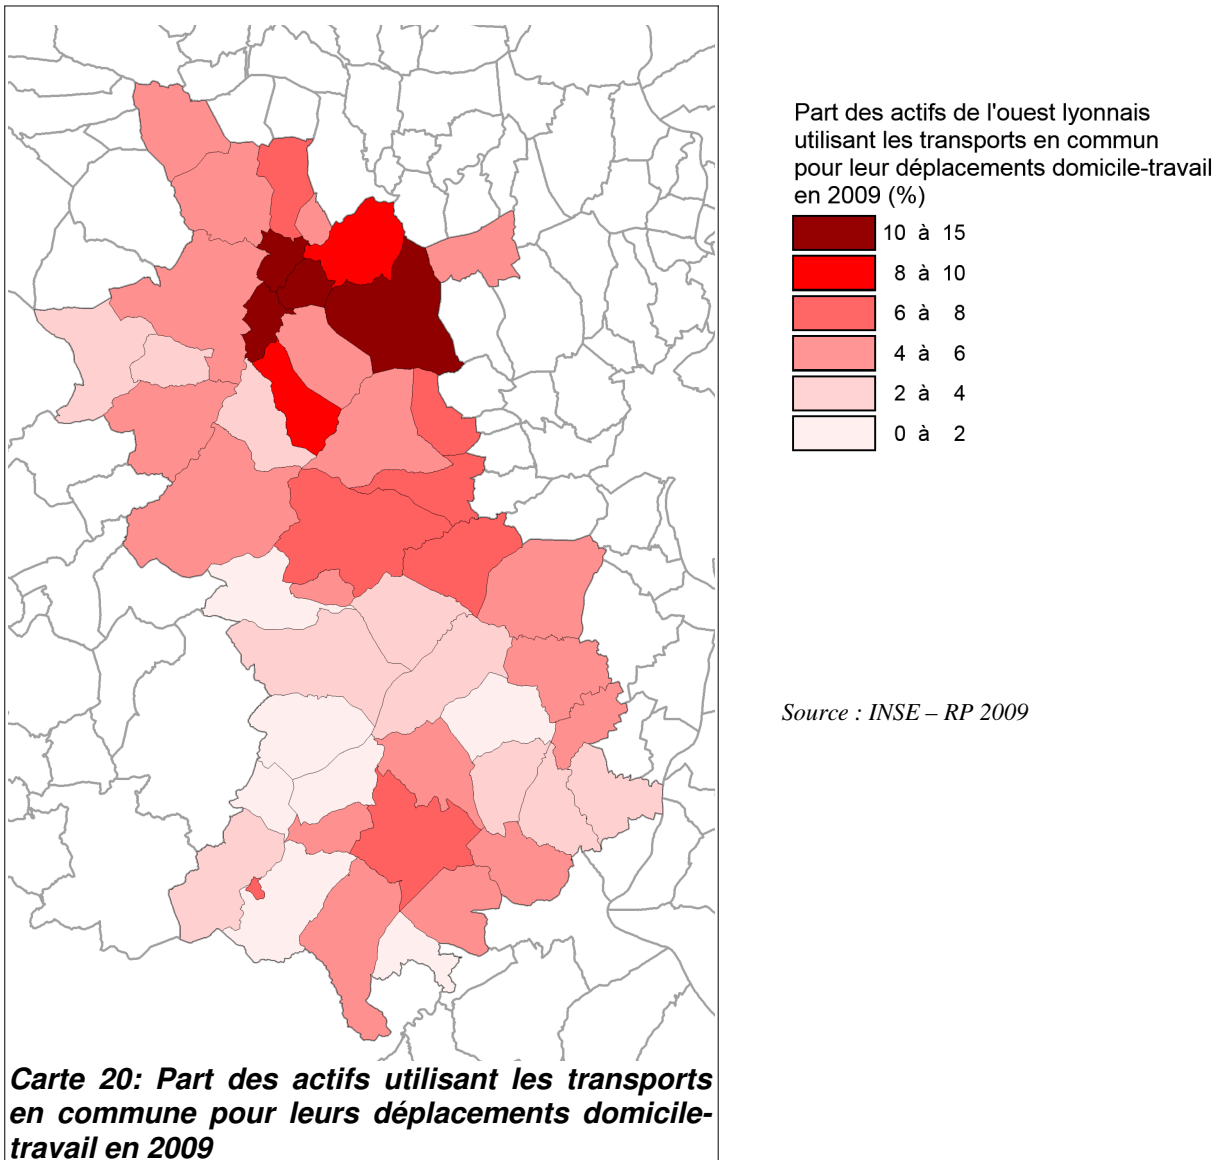 Part des actifs de l'ouest lyonnais
utilisant les transports en commun
pour leur déplacements domicile-travail
en 2009 (%)
10 à 15
8 à 10
6 à 8
4 à 6
2 à 4
0 à 2
Source : INSE – RP 2009
Carte 20: Part des actifs utilisant les transports
en commune pour leurs déplacements domicile-
travail en 2009